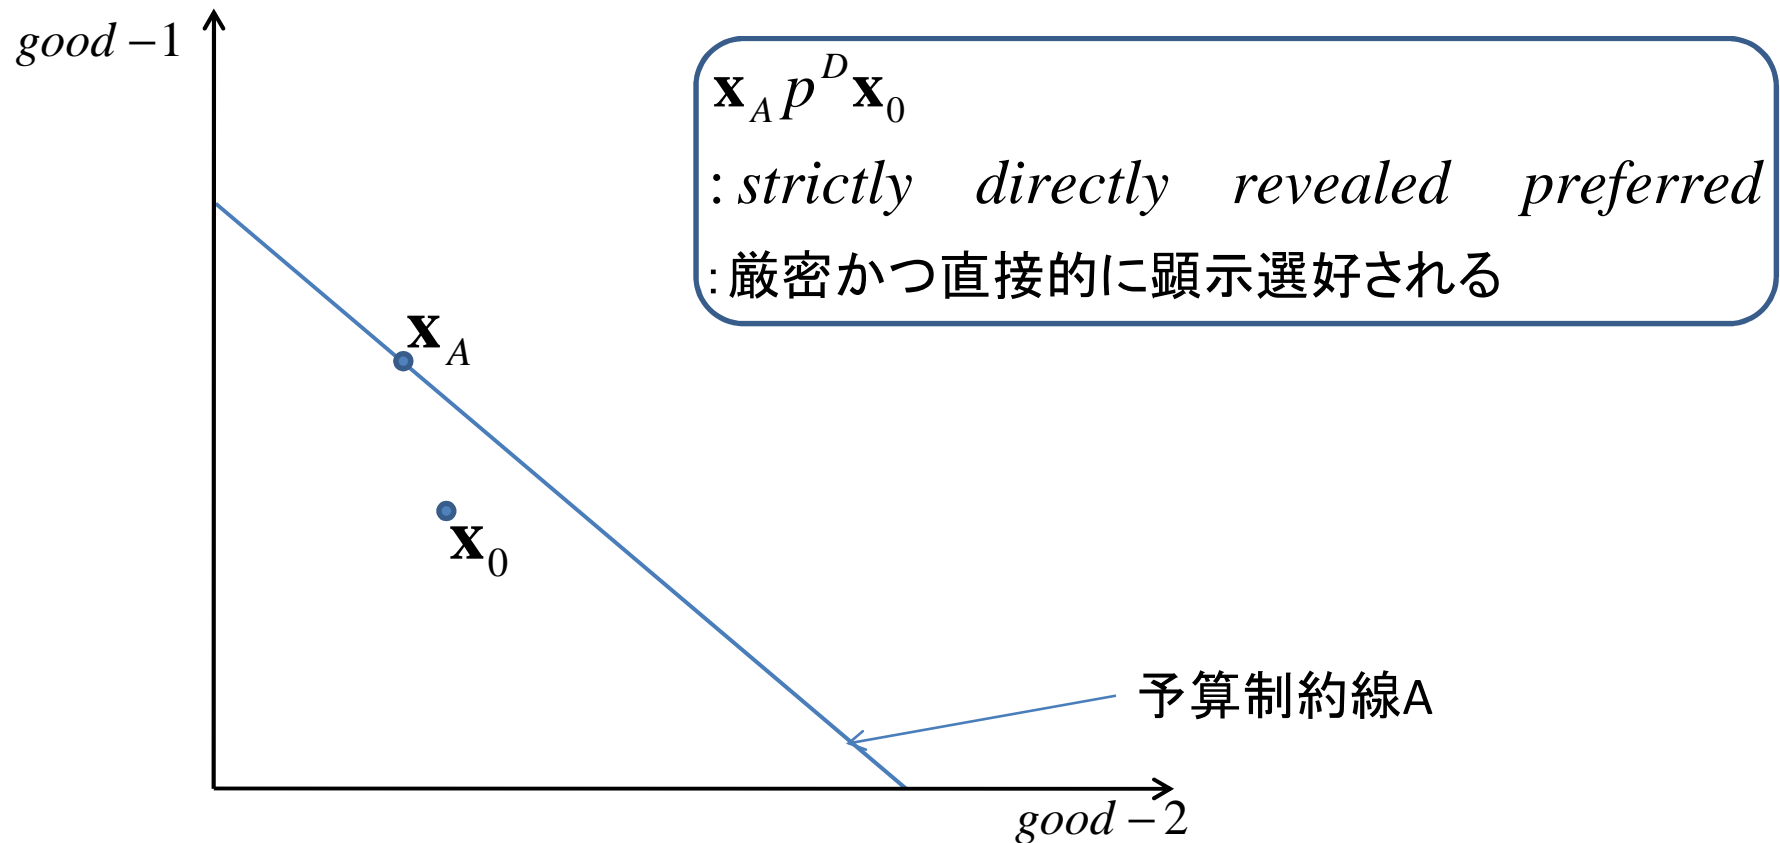 good − 1
x_A p^D x_0
: strictly directly revealed preferred
:厳密かつ直接的に顕示選好される
x_A
x_0
予算制約線A
good − 2